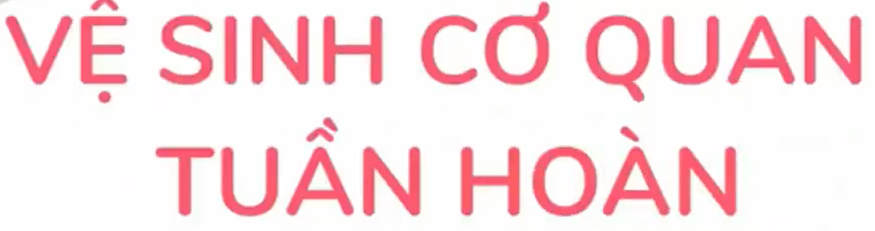 VỆ SINH CƠ QUAN
TUẦN HOÀN